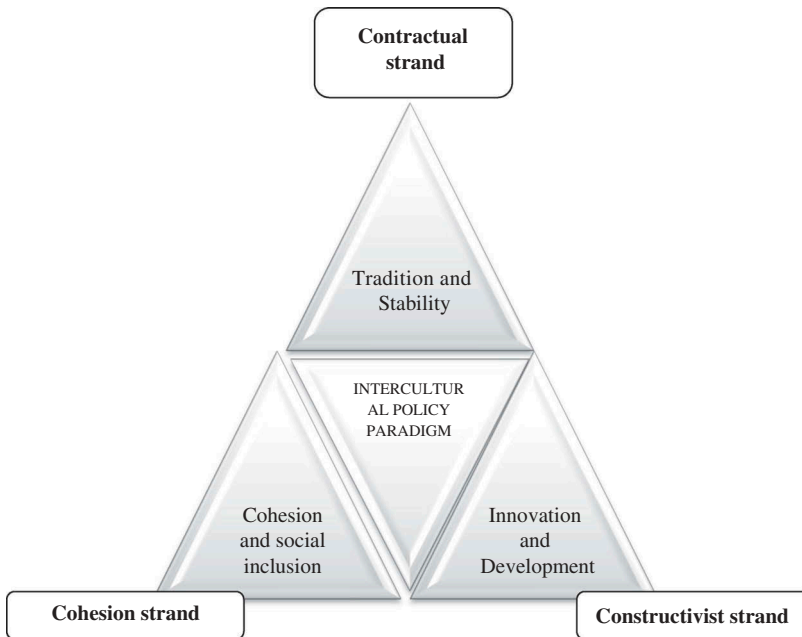 Contractual
strand
Tradition and
Stability
INTERCULTUR
AL POLICY
PARADIGM
Cohesion
and social
inclusion
Innovation
and
Development
Cohesion strand
Constructivist strand